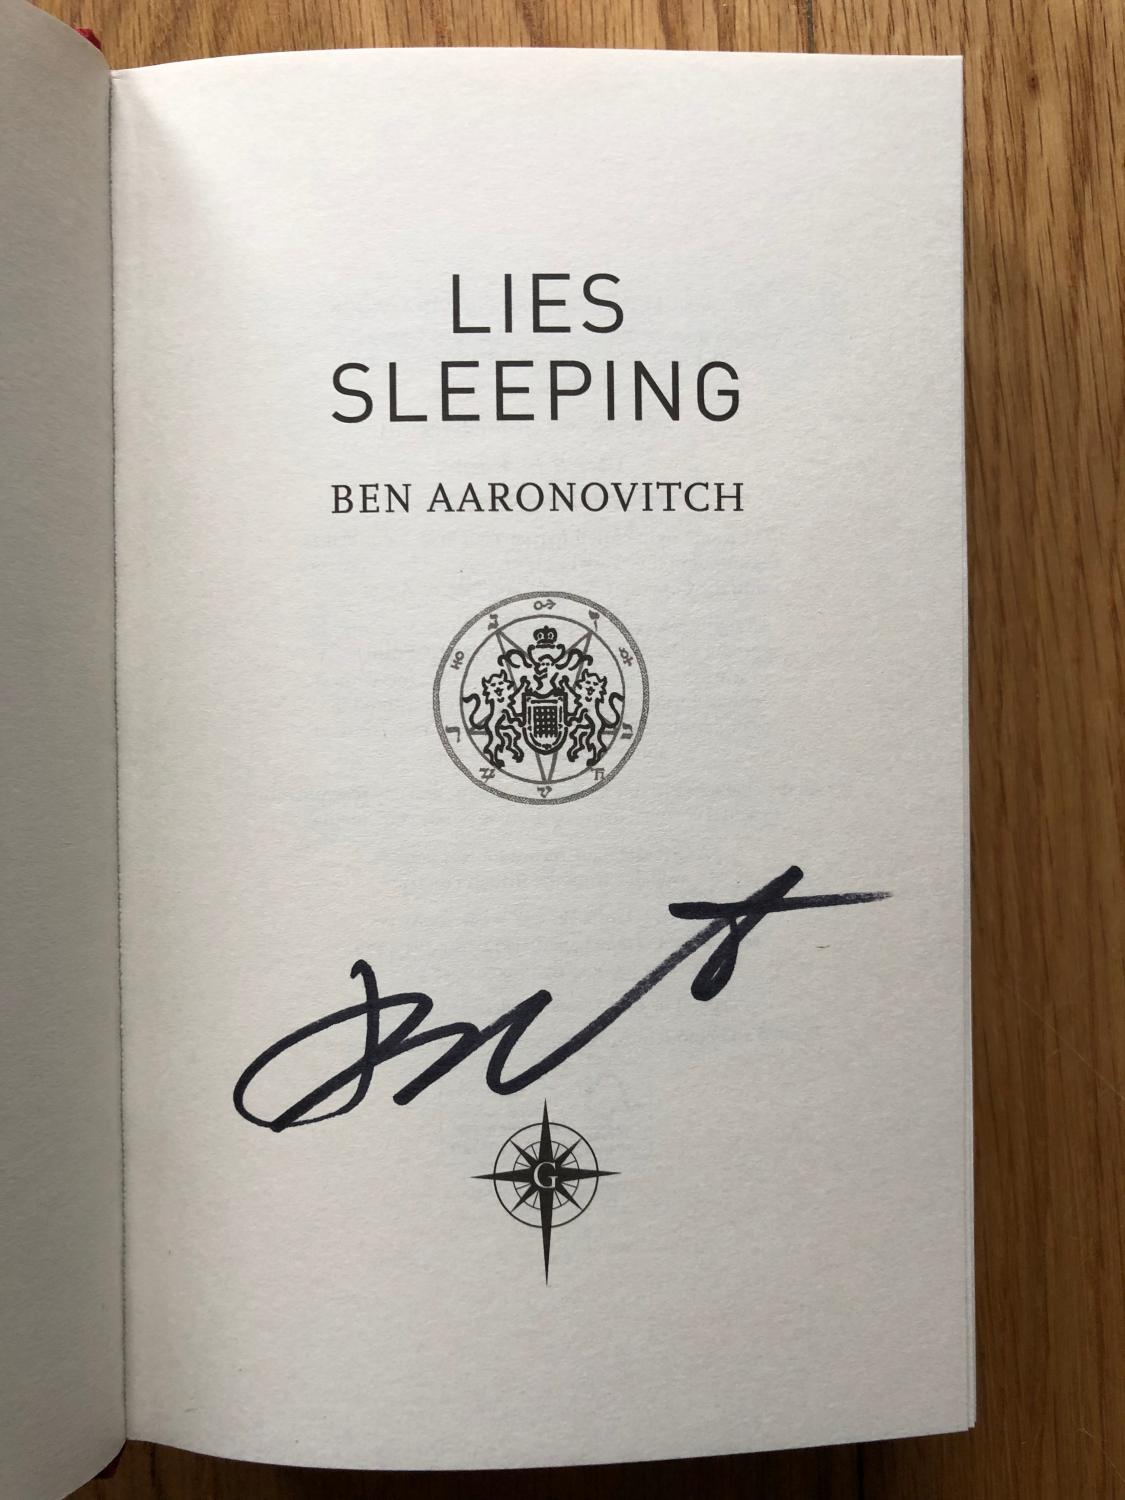 LIES
SLEEPING
BEN AARONOVITCH
G